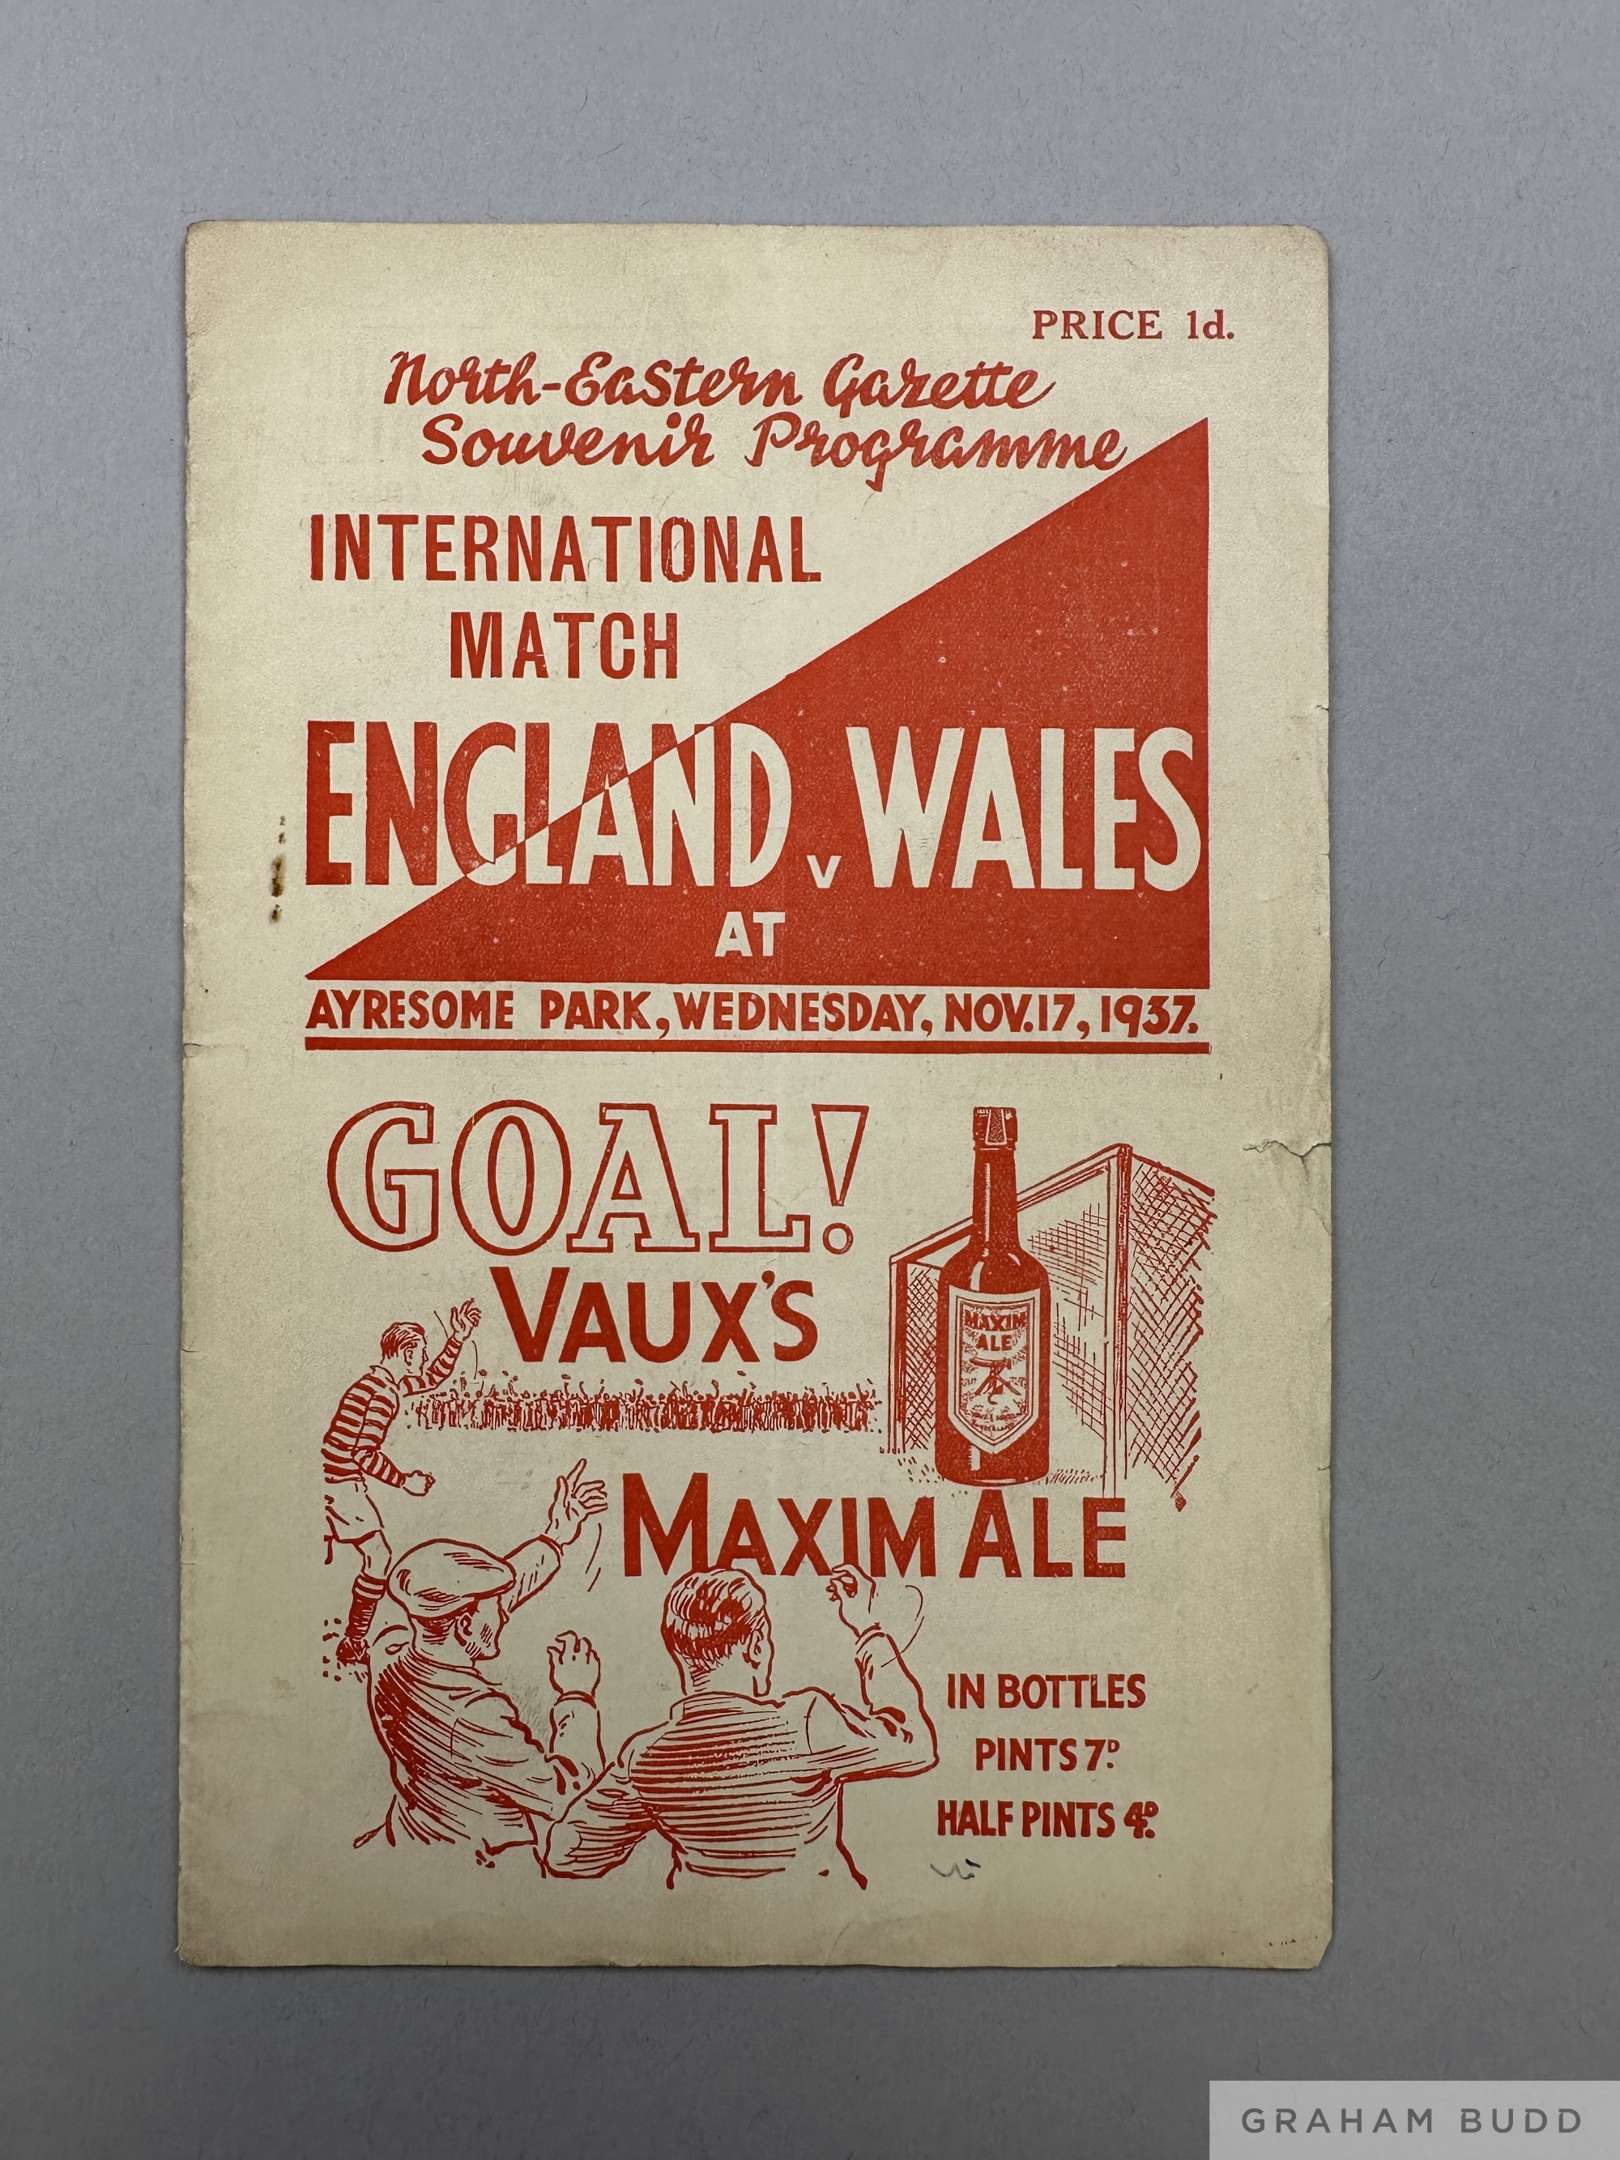 PRICE 1d.
North-Eastern Gazette
Souvenir Programme
INTERNATIONAL
MATCH
ENGLAND v WALES
AT
AYRESOME PARK, WEDNESDAY, NOV. 17, 1937.
GOAL!
VAUX'S
MAXIM
ALE
MAXIM ALE
IN BOTTLES
PINTS 7D.
HALF PINTS 4D.
GRAHAM BUDD